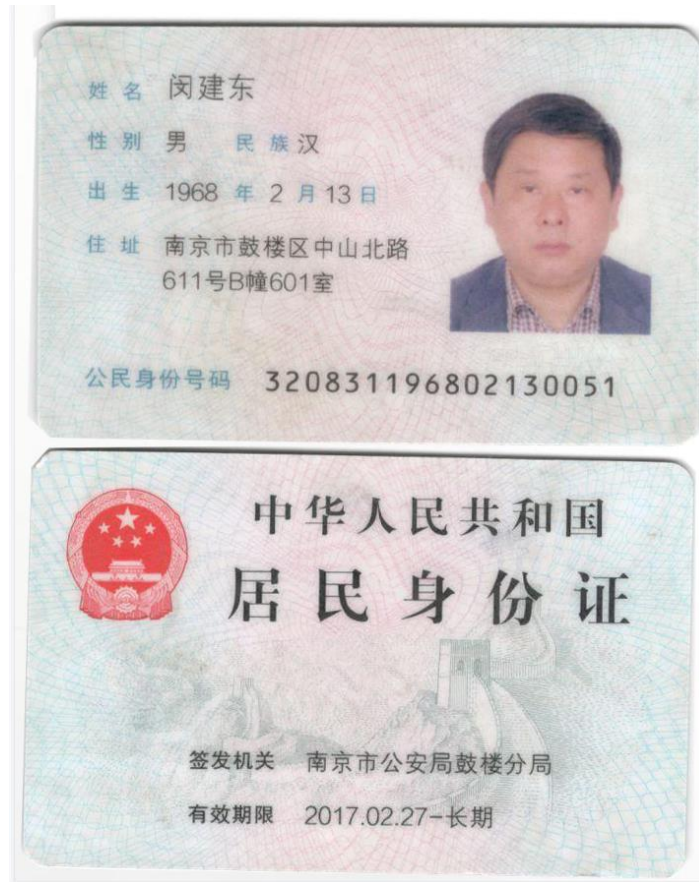 姓名 闵建东
性别 男 民族 汉
出生 1968 年 2 月 13 日
住址 南京市鼓楼区中山北路
611号B幢601室
公民身份号码 320831196802130051
中华人民共和国
居民身份证
签发机关 南京市公安局鼓楼分局
有效期限 2017.02.27-长期